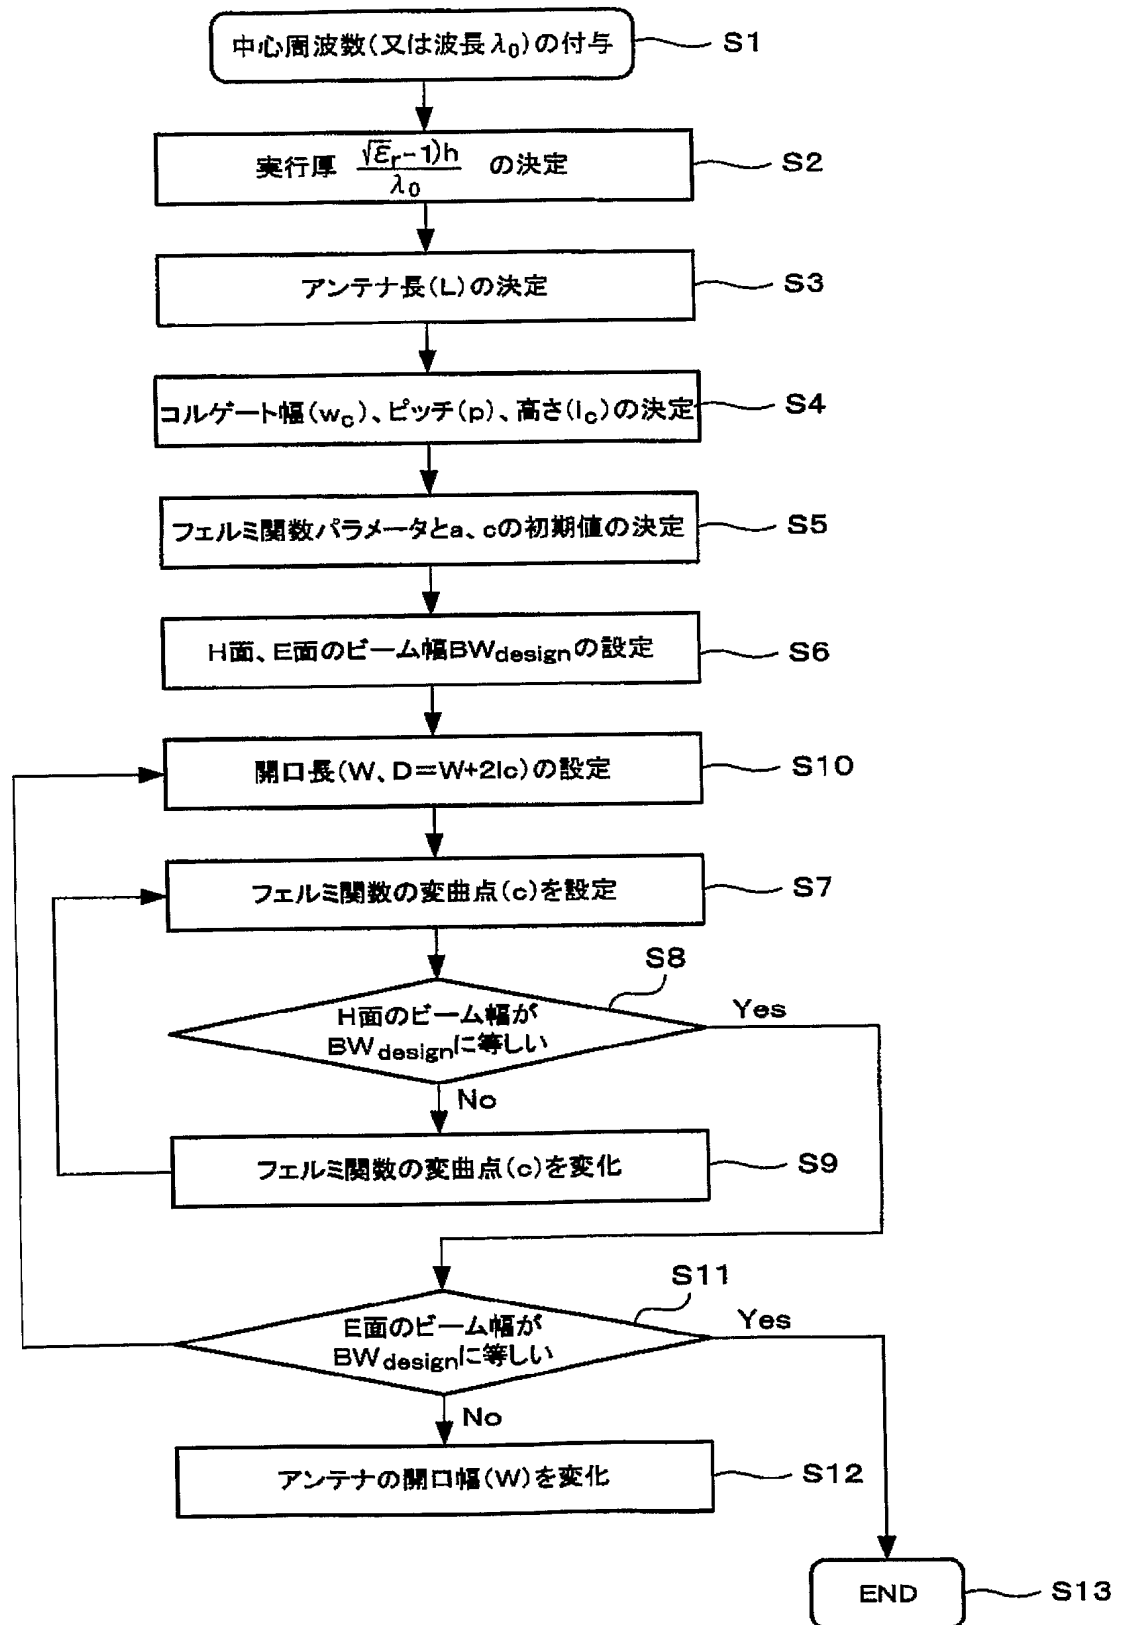 中心周波数(又は波長λ0)の付与
S1
実行厚 √εr-1)h/λ0 の決定
S2
アンテナ長(L)の決定
S3
コルゲート幅(wc)、ピッチ(p)、高さ(lc)の決定
S4
フェルミ関数パラメータとa、cの初期値の決定
S5
H面、E面のビーム幅BWdesignの設定
S6
開口長(W、D=W+2lc)の設定
S10
フェルミ関数の変曲点(c)を設定
S7
S8
H面のビーム幅が
BWdesignに等しい
Yes
No
フェルミ関数の変曲点(c)を変化
S9
S11
E面のビーム幅が
BWdesignに等しい
Yes
No
アンテナの開口幅(W)を変化
S12
END
S13